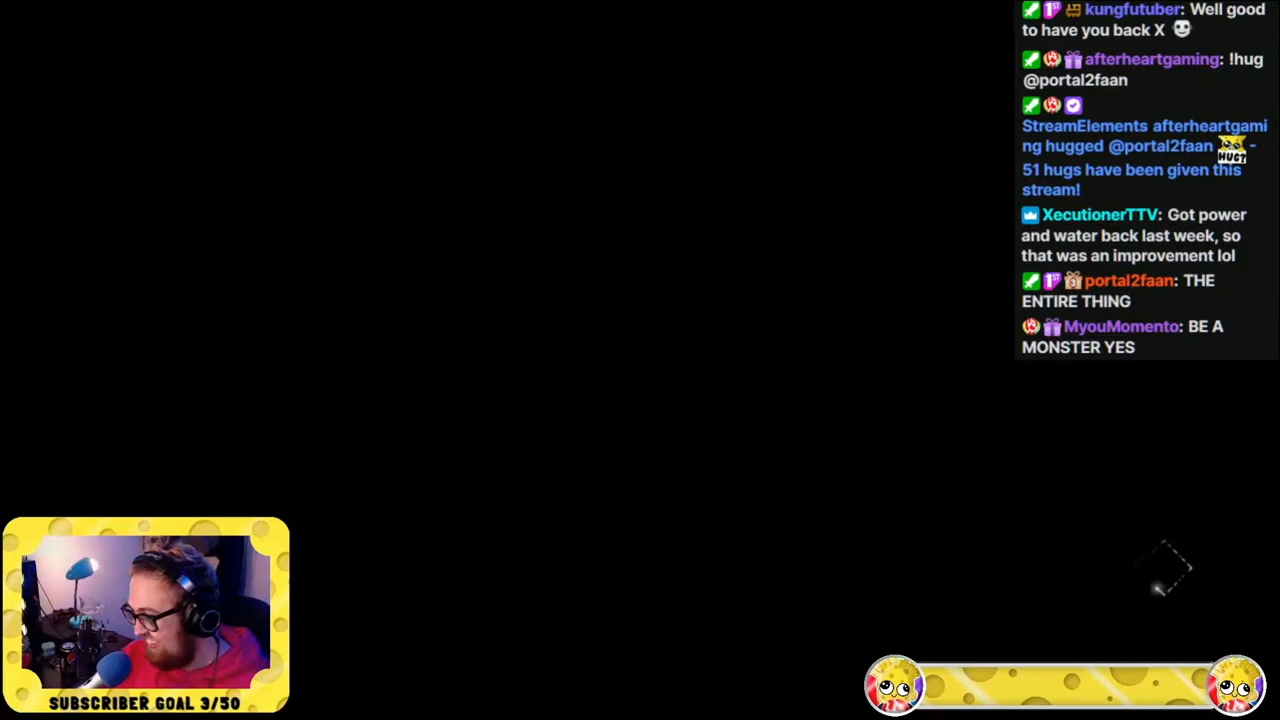 kungfutuber: Well good
to have you back X
afterheartgaming: !hug
@portal2faan
StreamElements afterheartgami
ng hugged @portal2faan HUG? -
51 hugs have been given this
stream!
XecutionerTTV: Got power
and water back last week, so
that was an improvement lol
portal2faan: THE
ENTIRE THING
MyouMomento: BE A
MONSTER YES
SUBSCRIBER GOAL 3/50